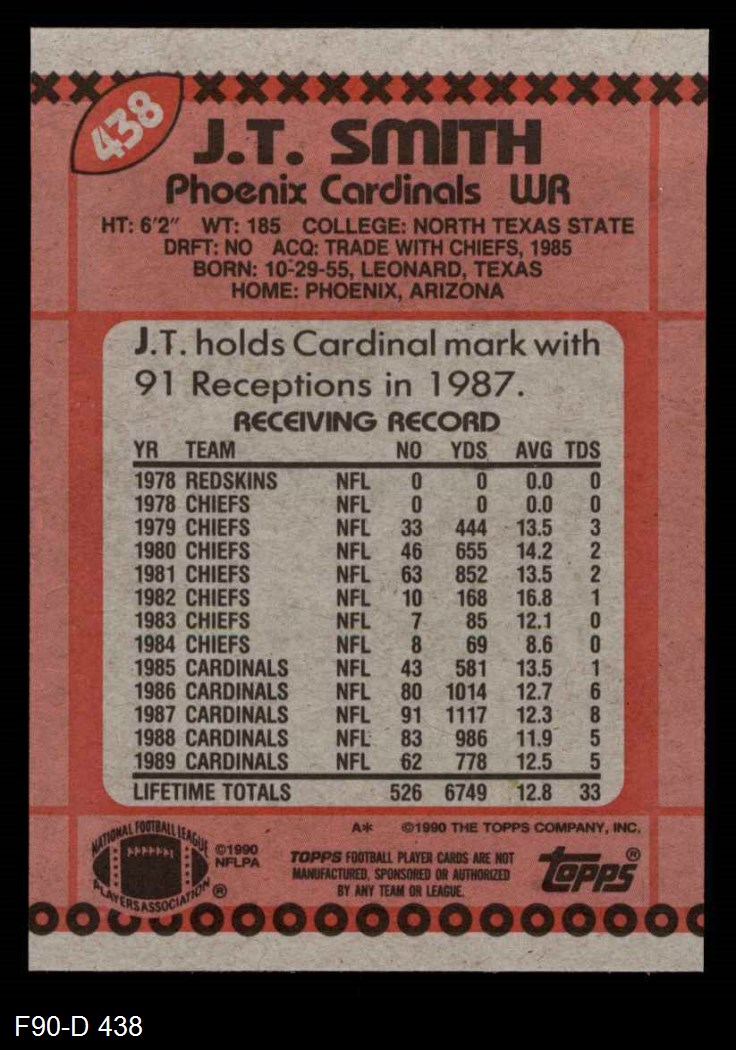 438
J.T. SMITH
Phoenix Cardinals WR
HT: 6'2" WT: 185 COLLEGE: NORTH TEXAS STATE
DRFT: NO ACQ: TRADE WITH CHIEFS, 1985
BORN: 10-29-55, LEONARD, TEXAS
HOME: PHOENIX, ARIZONA
J.T. holds Cardinal mark with
91 Receptions in 1987.
RECEIVING RECORD
YR TEAM NO YDS AVG TDS
1978 REDSKINS NFL 0 0 0.0 0
1978 CHIEFS NFL 0 0 0.0 0
1979 CHIEFS NFL 33 444 13.5 3
1980 CHIEFS NFL 46 655 14.2 2
1981 CHIEFS NFL 63 852 13.5 2
1982 CHIEFS NFL 10 168 16.8 1
1983 CHIEFS NFL 7 85 12.1 0
1984 CHIEFS NFL 8 69 8.6 0
1985 CARDINALS NFL 43 581 13.5 1
1986 CARDINALS NFL 80 1014 12.7 6
1987 CARDINALS NFL 91 1117 12.3 8
1988 CARDINALS NFL 83 986 11.9 5
1989 CARDINALS NFL 62 778 12.5 5
LIFETIME TOTALS 526 6749 12.8 33
A* ©1990 THE TOPPS COMPANY, INC.
NATIONAL FOOTBALL LEAGUE
PLAYERS ASSOCIATION ®
©1990
NFLPA
TOPPS FOOTBALL PLAYER CARDS ARE NOT
MANUFACTURED, SPONSORED OR AUTHORIZED
BY ANY TEAM OR LEAGUE.
topps®
F90-D 438